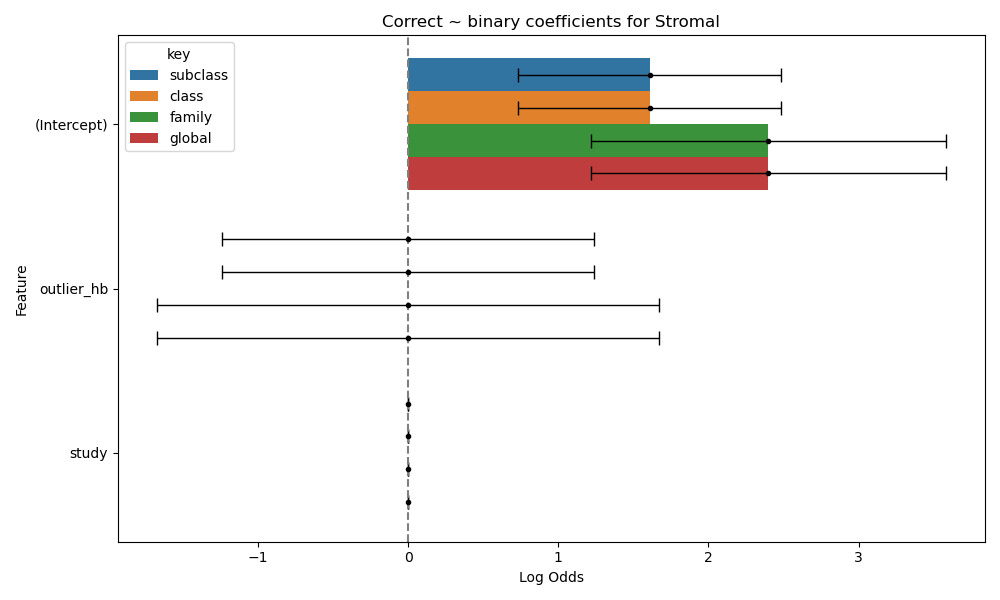 Correct ~ binary coefficients for Stromal
key
subclass
class
family
global
(Intercept)
outlier_hb
study
Feature
−1
0
1
2
3
Log Odds